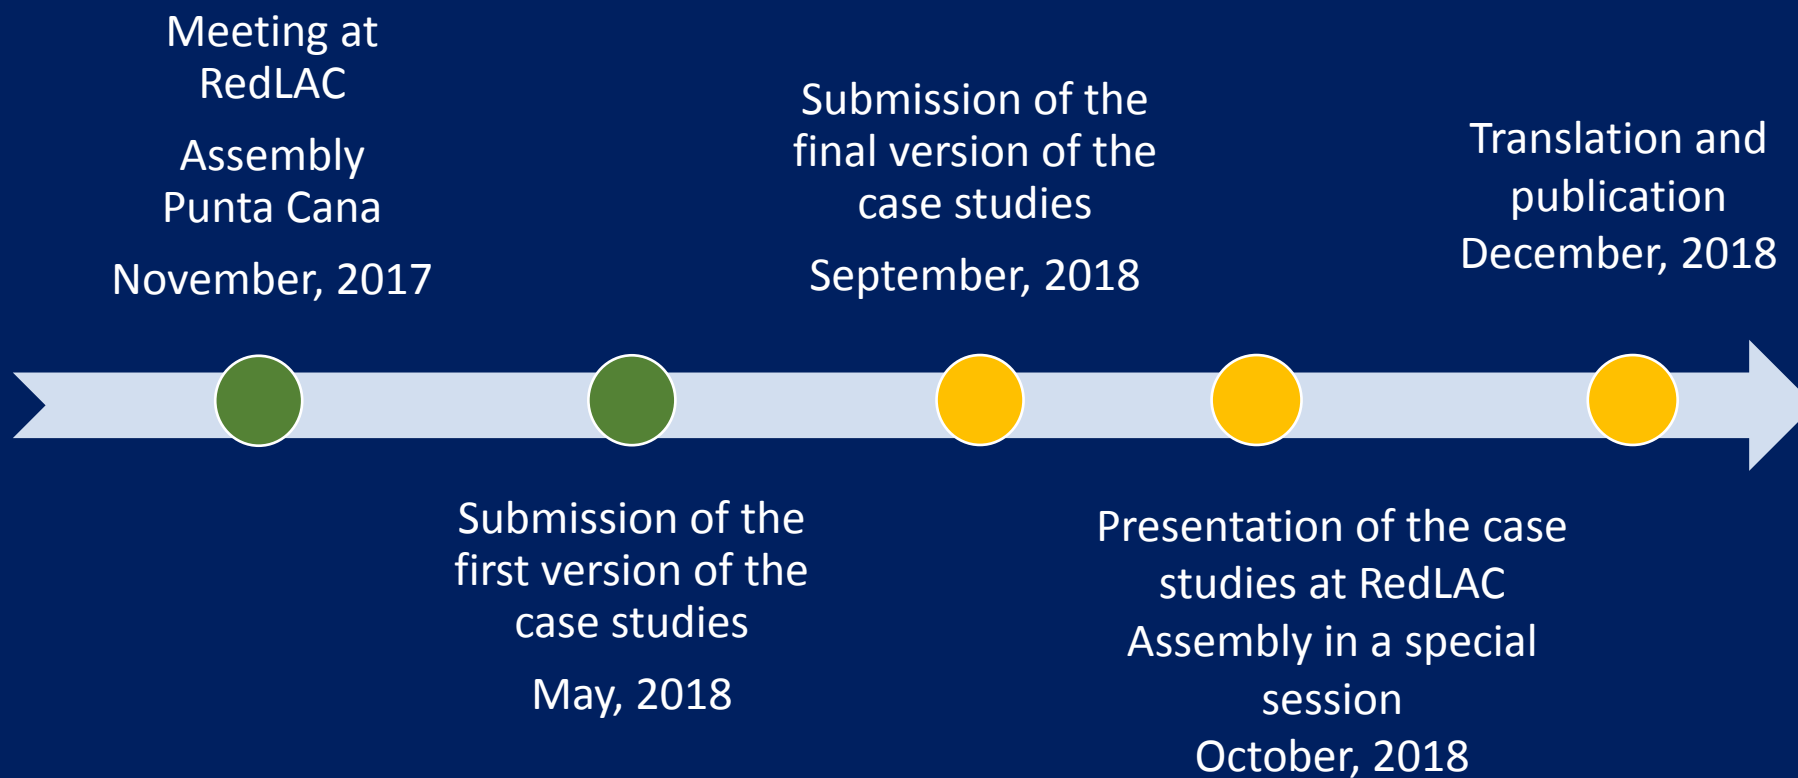 Meeting at
RedLAC
Assembly
Punta Cana
November, 2017
Submission of the
first version of the
case studies
May, 2018
Submission of the
final version of the
case studies
September, 2018
Presentation of the case
studies at RedLAC
Assembly in a special
session
October, 2018
Translation and
publication
December, 2018